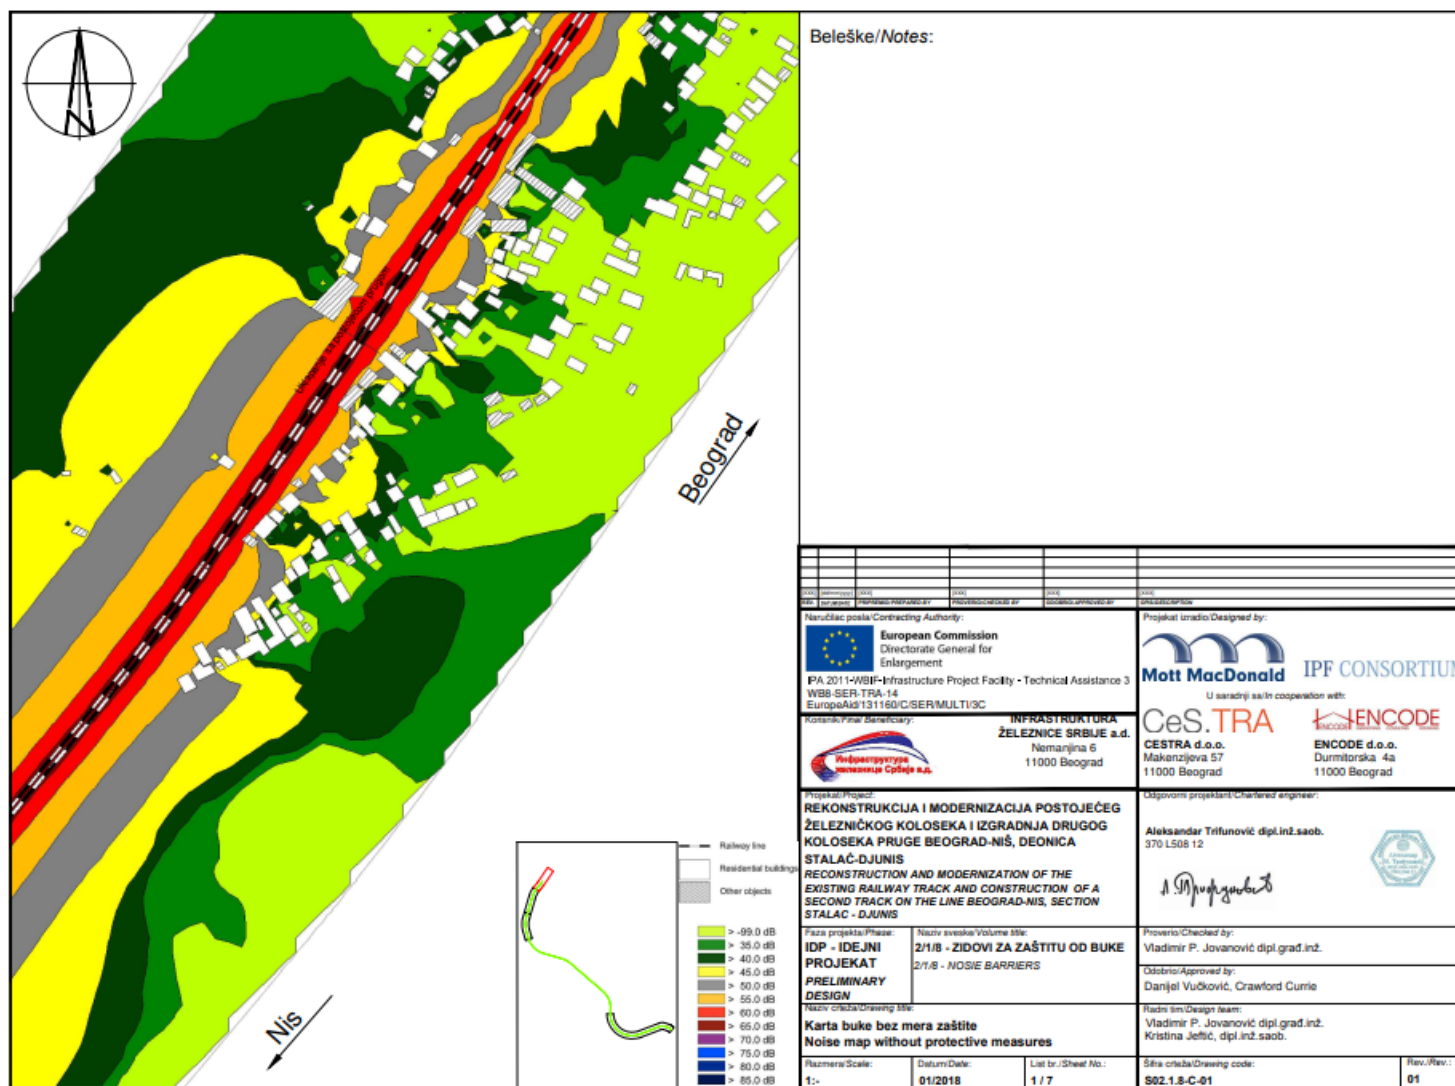 Beleške/Notes:
Uklapanje sa postojećom prugom
Beograd
Nis
Railway line
Residential buildings
Other objects
> -99.0 dB
> 35.0 dB
> 40.0 dB
> 45.0 dB
> 50.0 dB
> 55.0 dB
> 60.0 dB
> 65.0 dB
> 70.0 dB
> 75.0 dB
> 80.0 dB
> 85.0 dB
Naručilac posla/Contracting Authority:
European Commission
Directorate General for
Enlargement
IPA 2011-WBIF-Infrastructure Project Facility - Technical Assistance 3
WB8-SER-TRA-14
EuropeAid/131160/C/SER/MULTI/3C
Korisnik/Final Beneficiary:
INFRASTRUKTURA
ŽELEZNICE SRBIJE a.d.
Nemanjina 6
11000 Beograd
Инфраструктура
железнице Србије а.д.
Projekat izradio/Designed by:
Mott MacDonald
IPF CONSORTIUM
U saradnji sa/In cooperation with:
CeS.TRA
ENCODE
CESTRA d.o.o.
Makenzijeva 57
11000 Beograd
ENCODE d.o.o.
Durmitorska 4a
11000 Beograd
Projekat/Project:
REKONSTRUKCIJA I MODERNIZACIJA POSTOJEĆEG
ŽELEZNIČKOG KOLOSEKA I IZGRADNJA DRUGOG
KOLOSEKA PRUGE BEOGRAD-NIŠ, DEONICA
STALAĆ-DJUNIS
RECONSTRUCTION AND MODERNIZATION OF THE
EXISTING RAILWAY TRACK AND CONSTRUCTION OF A
SECOND TRACK ON THE LINE BEOGRAD-NIS, SECTION
STALAC - DJUNIS
Odgovorni projektant/Chartered engineer:
Aleksandar Trifunović dipl.inž.saob.
370 L508 12
Faza projekta/Phase:
IDP - IDEJNI
PROJEKAT
PRELIMINARY
DESIGN
Naziv sveske/Volume title:
2/1/8 - ZIDOVI ZA ZAŠTITU OD BUKE
2/1/8 - NOSIE BARRIERS
Proverio/Checked by:
Vladimir P. Jovanović dipl.građ.inž.
Odobrio/Approved by:
Danijel Vučković, Crawford Currie
Naziv crteža/Drawing title:
Karta buke bez mera zaštite
Noise map without protective measures
Radni tim/Design team:
Vladimir P. Jovanović dipl.građ.inž.
Kristina Jeftić, dipl.inž.saob.
Razmera/Scale:
1:-
Datum/Date:
01/2018
List br./Sheet No.:
1 / 7
Šifra crteža/Drawing code:
S02.1.8-C-01
Rev./Rev.:
01